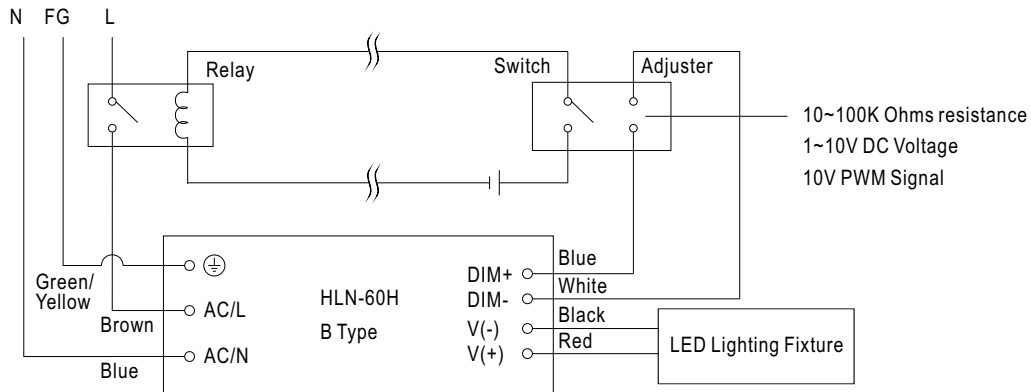 N FG L
Relay
Switch
Adjuster
10~100K Ohms resistance
1~10V DC Voltage
10V PWM Signal
Green/
Yellow
Brown
Blue
AC/L
AC/N
HLN-60H
B Type
DIM+
DIM-
V(-)
V(+)
Blue
White
Black
Red
LED Lighting Fixture